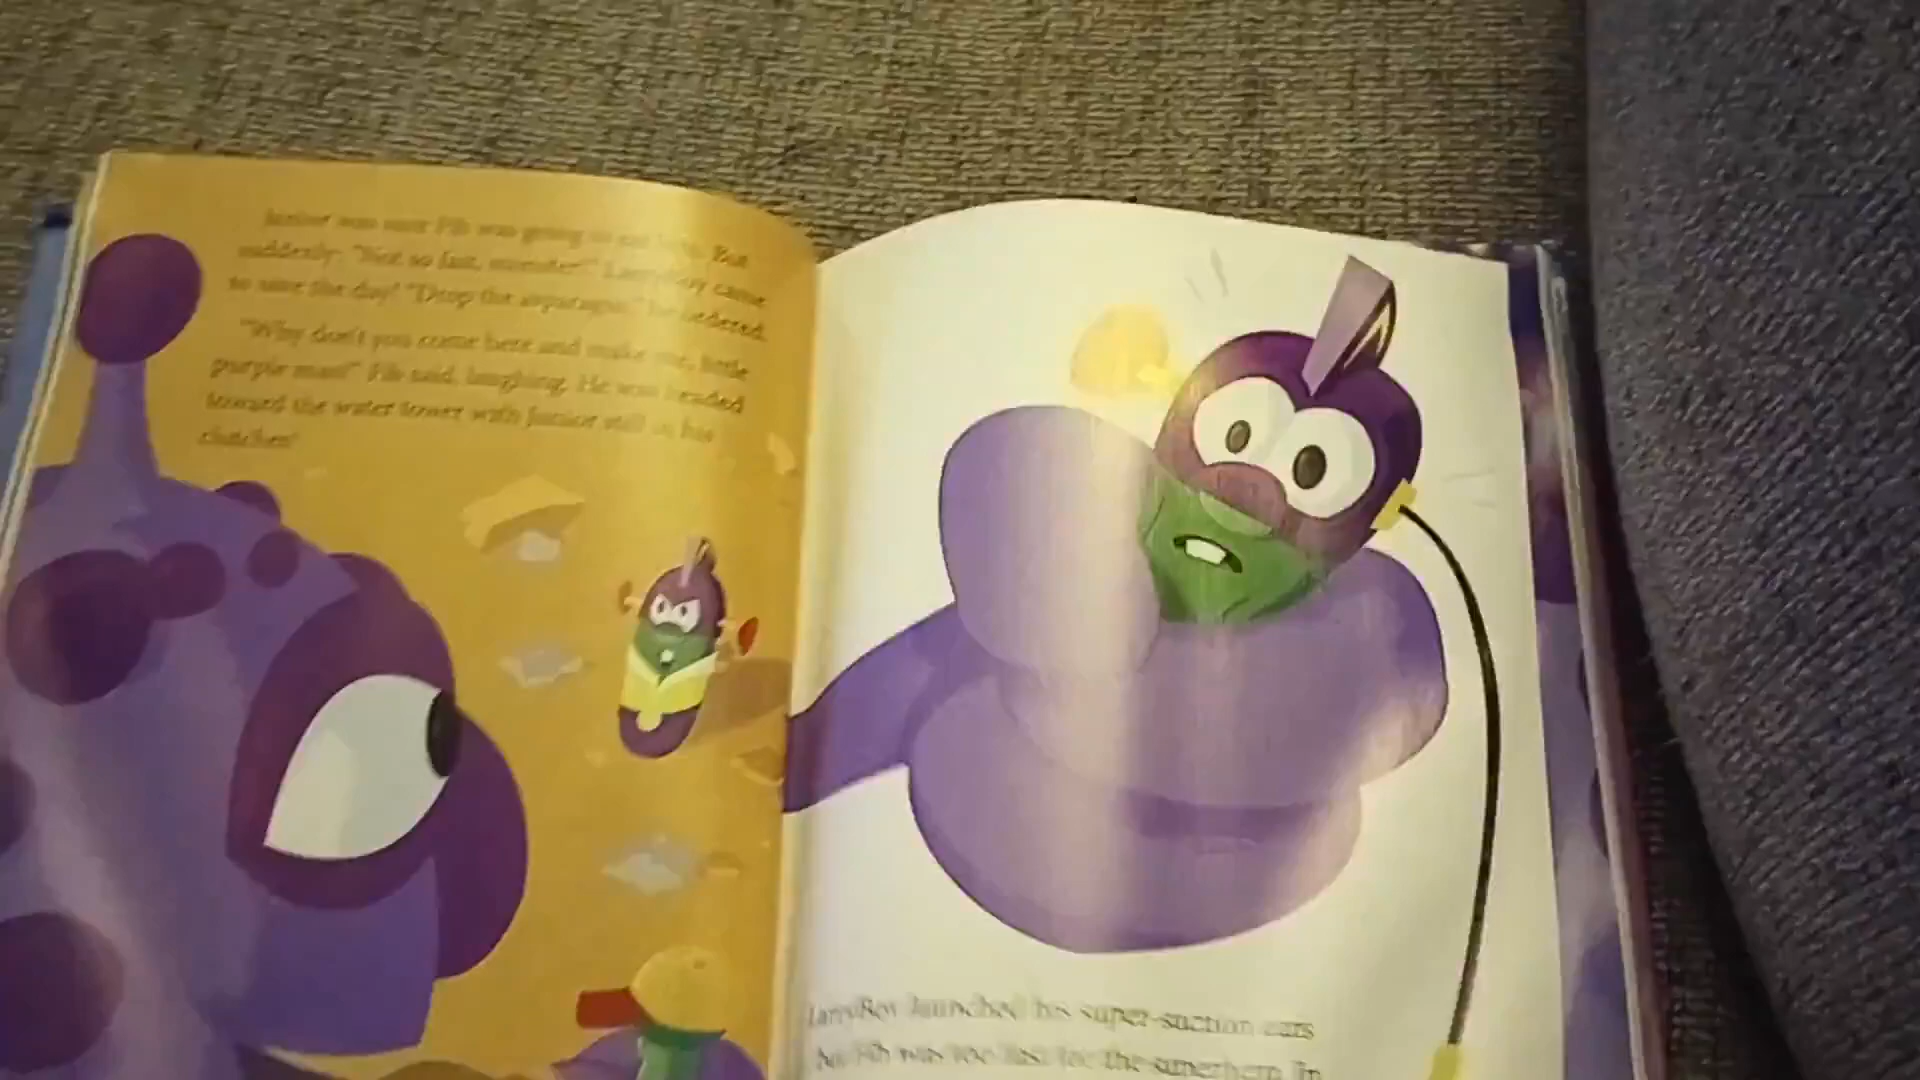 Junior was sure Fib was going to eat him. But
suddenly: "Not so fast, monster!" LarryBoy came
to save the day! "Drop the asparagus," he ordered.
"Why don't you come here and make me, little
purple man?" Fib said, laughing. He was headed
toward the water tower with Junior still in his
clutches!
LarryBoy launched his super-suction ears
but Fib was too fast for the superhero. In